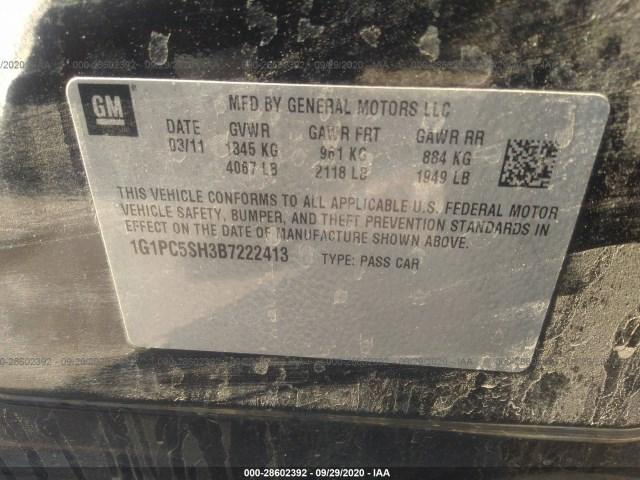 GM
MFD BY GENERAL MOTORS LLC
DATE GVWR GAWR FRT GAWR RR
03/11 1845 KG 961 KG 884 KG
4067 LB 2118 LB 1949 LB
THIS VEHICLE CONFORMS TO ALL APPLICABLE U.S. FEDERAL MOTOR
VEHICLE SAFETY, BUMPER, AND THEFT PREVENTION STANDARDS IN
EFFECT ON THE DATE OF MANUFACTURE SHOWN ABOVE.
1G1PC5SH3B7222413 TYPE: PASS CAR
000-28602392 - 09/29/2020 - IAA